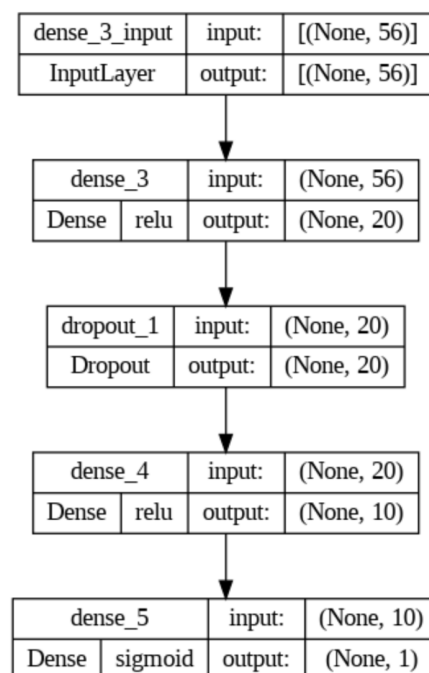 dense_3_input input: [(None, 56)]
InputLayer output: [(None, 56)]
dense_3 input: (None, 56)
Dense relu output: (None, 20)
dropout_1 input: (None, 20)
Dropout output: (None, 20)
dense_4 input: (None, 20)
Dense relu output: (None, 10)
dense_5 input: (None, 10)
Dense sigmoid output: (None, 1)